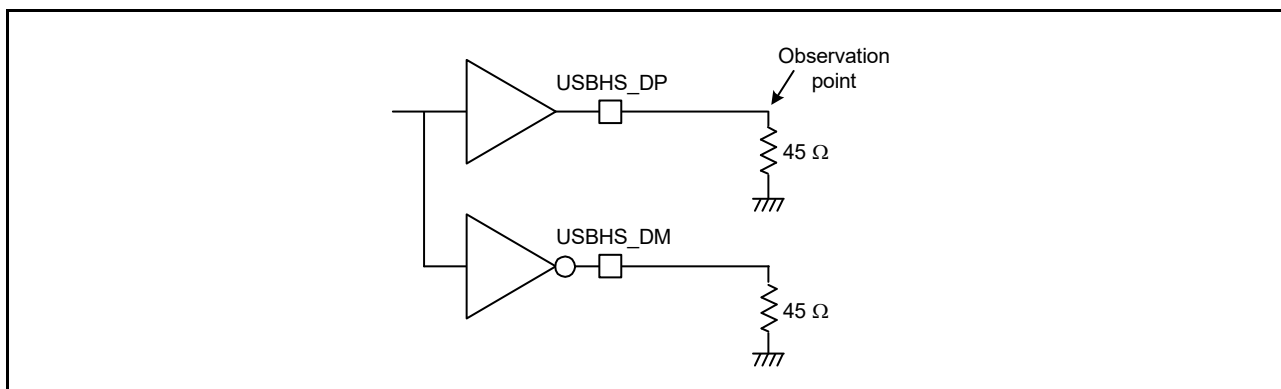 Observation
point
USBHS_DP
45 Ω
USBHS_DM
45 Ω